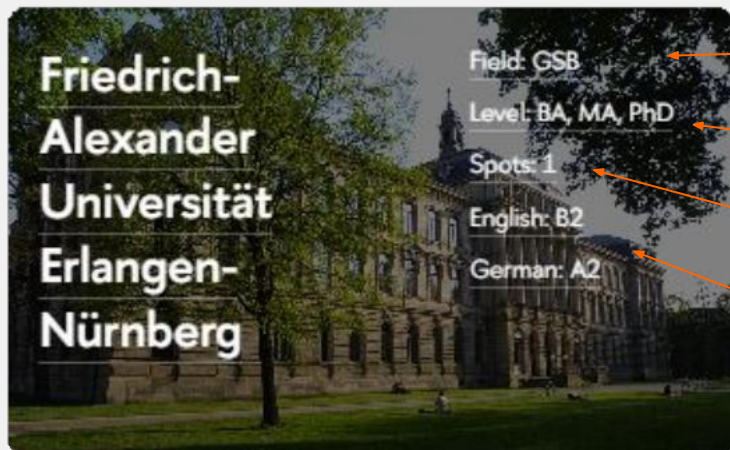 Friedrich-
Alexander
Universität
Erlangen-
Nürnberg
Field: GSB
Level: BA, MA, PhD
Spots: 1
English: B2
German: A2